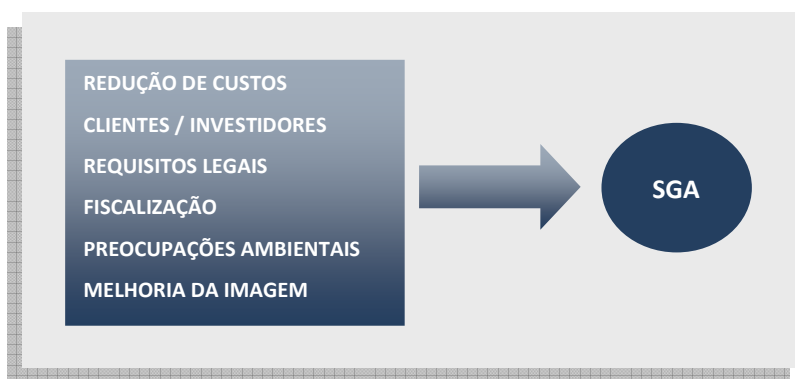 REDUÇÃO DE CUSTOS
CLIENTES / INVESTIDORES
REQUISITOS LEGAIS
FISCALIZAÇÃO
PREOCUPAÇÕES AMBIENTAIS
MELHORIA DA IMAGEM
SGA